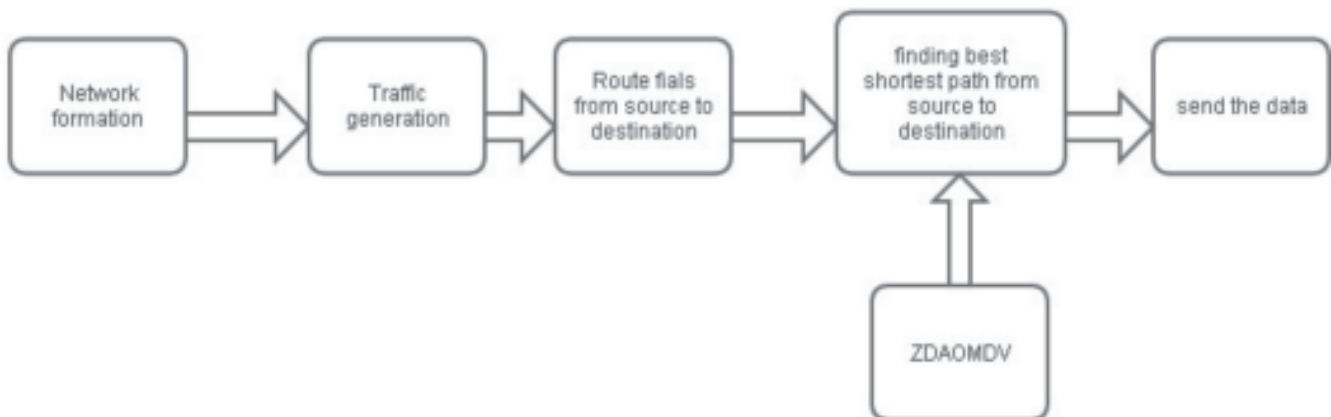 Network
formation
Traffic
generation
Route fials
from source to
destination
finding best
shortest path from
source to
destination
send the data
ZDAOMDV